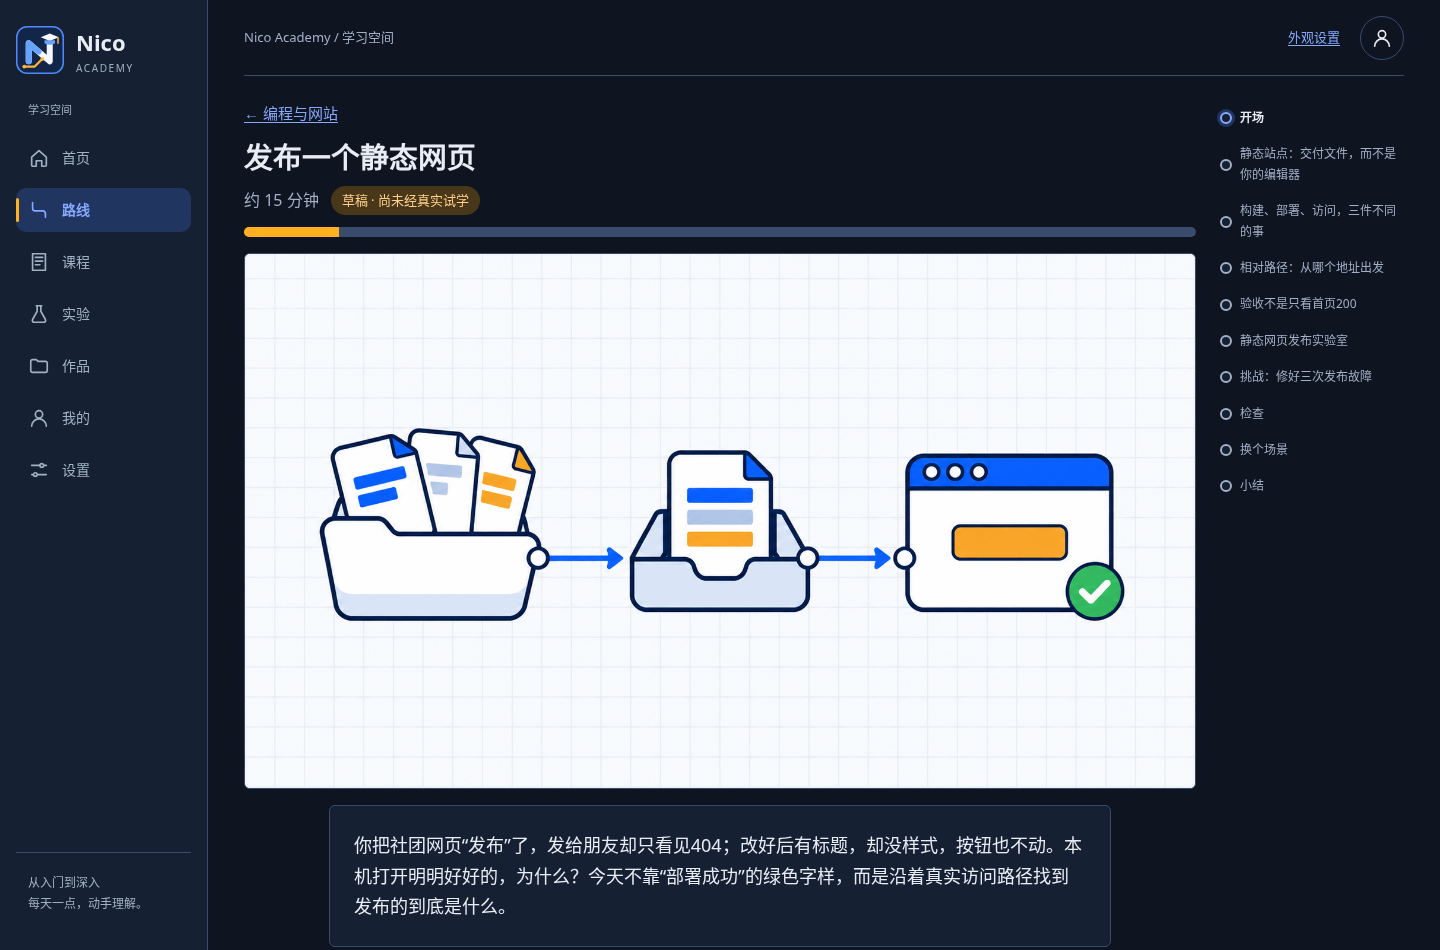 Nico
ACADEMY
学习空间
首页
路线
课程
实验
作品
我的
设置
从入门到深入
每天一点，动手理解。
Nico Academy / 学习空间
外观设置
← 编程与网站
发布一个静态网页
约 15 分钟
草稿 · 尚未经真实试学
你把社团网页“发布”了，发给朋友却只看见404；改好后有标题，却没样式，按钮也不动。本
机打开明明好好的，为什么？今天不靠“部署成功”的绿色字样，而是沿着真实访问路径找到
发布的到底是什么。
开场
静态站点：交付文件，而不是
你的编辑器
构建、部署、访问，三件不同
的事
相对路径：从哪个地址出发
验收不是只看首页200
静态网页发布实验室
挑战：修好三次发布故障
检查
换个场景
小结